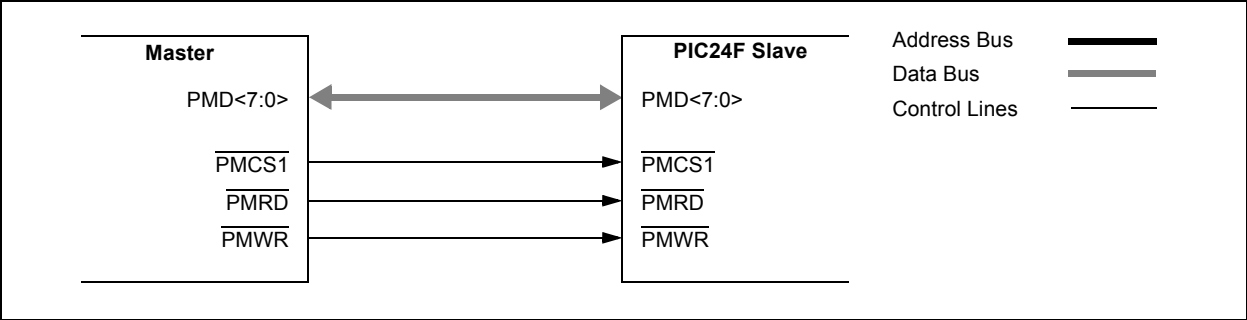 Master
PIC24F Slave
Address Bus
Data Bus
Control Lines
PMD<7:0>
PMD<7:0>
PMCS1
PMCS1
PMRD
PMRD
PMWR
PMWR